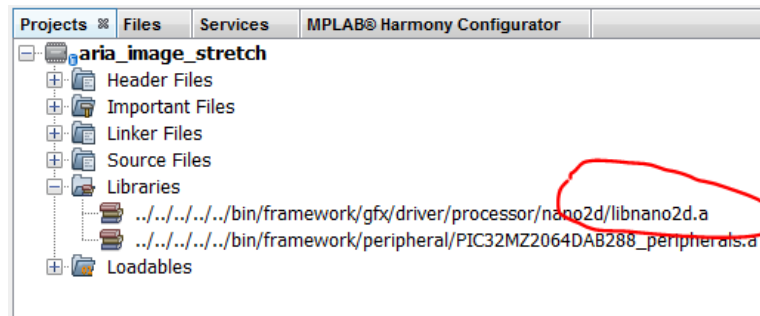 Projects Files Services MPLAB® Harmony Configurator
aria_image_stretch
Header Files
Important Files
Linker Files
Source Files
Libraries
../../../../../bin/framework/gfx/driver/processor/nano2d/libnano2d.a
../../../../../bin/framework/peripheral/PIC32MZ2064DAB288_peripherals.a
Loadables